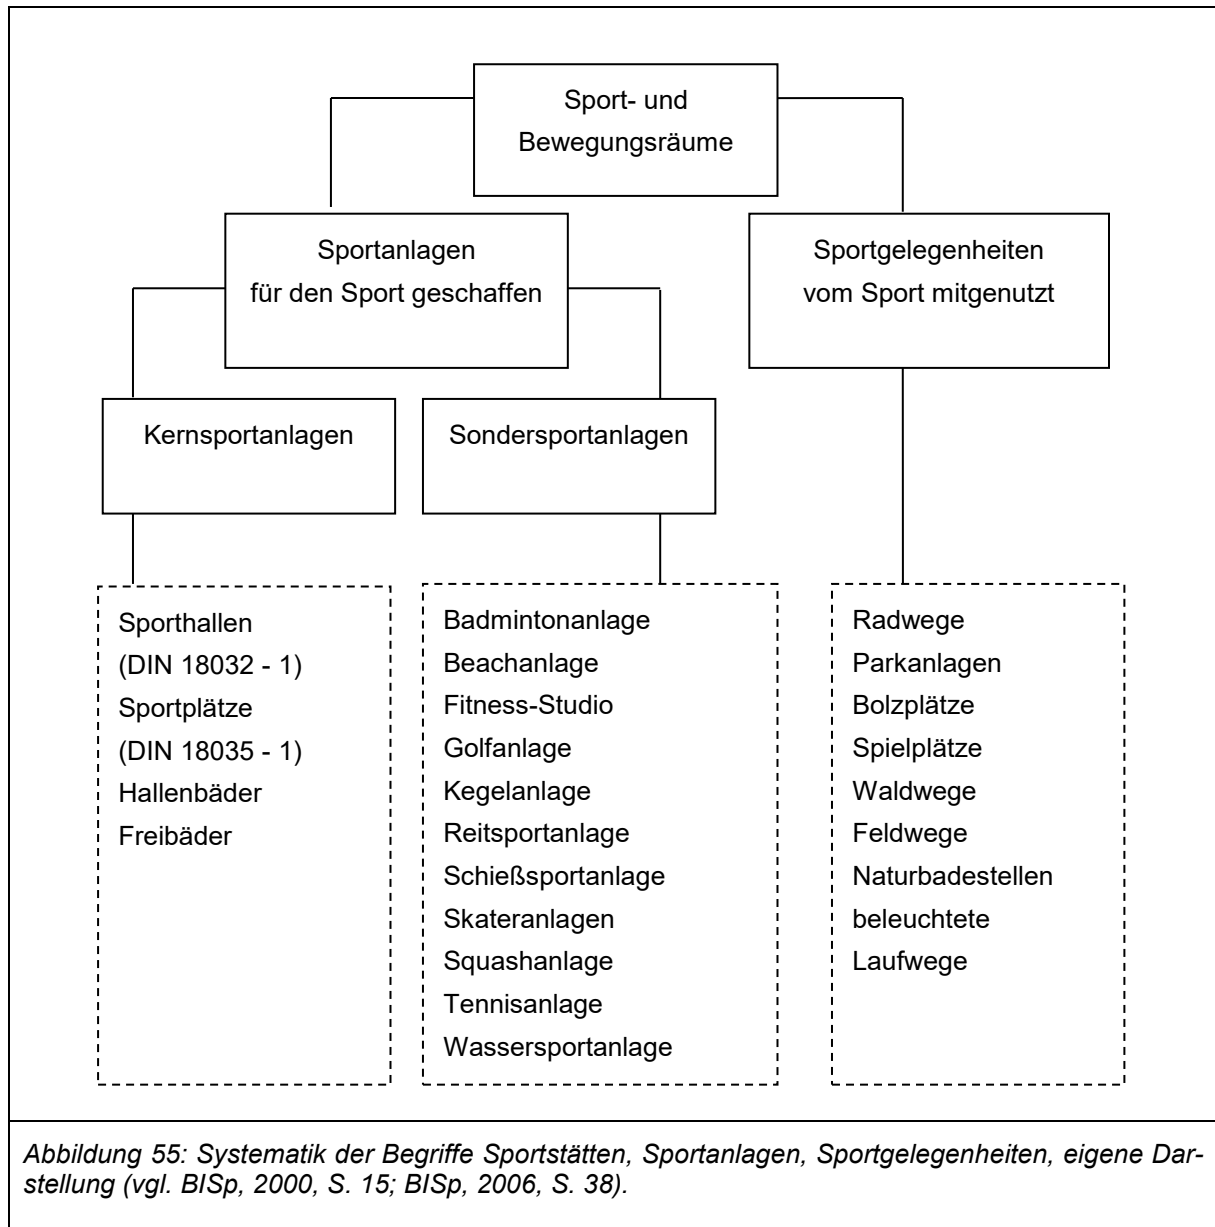 Sport- und
Bewegungsräume
Sportanlagen
für den Sport geschaffen
Sportgelegenheiten
vom Sport mitgenutzt
Kernsportanlagen
Sondersportanlagen
Sporthallen
(DIN 18032 - 1)
Sportplätze
(DIN 18035 - 1)
Hallenbäder
Freibäder
Badmintonanlage
Beachanlage
Fitness-Studio
Golfanlage
Kegelanlage
Reitsportanlage
Schießsportanlage
Skateranlagen
Squashanlage
Tennisanlage
Wassersportanlage
Radwege
Parkanlagen
Bolzplätze
Spielplätze
Waldwege
Feldwege
Naturbadestellen
beleuchtete
Laufwege
Abbildung 55: Systematik der Begriffe Sportstätten, Sportanlagen, Sportgelegenheiten, eigene Dar-
stellung (vgl. BISp, 2000, S. 15; BISp, 2006, S. 38).